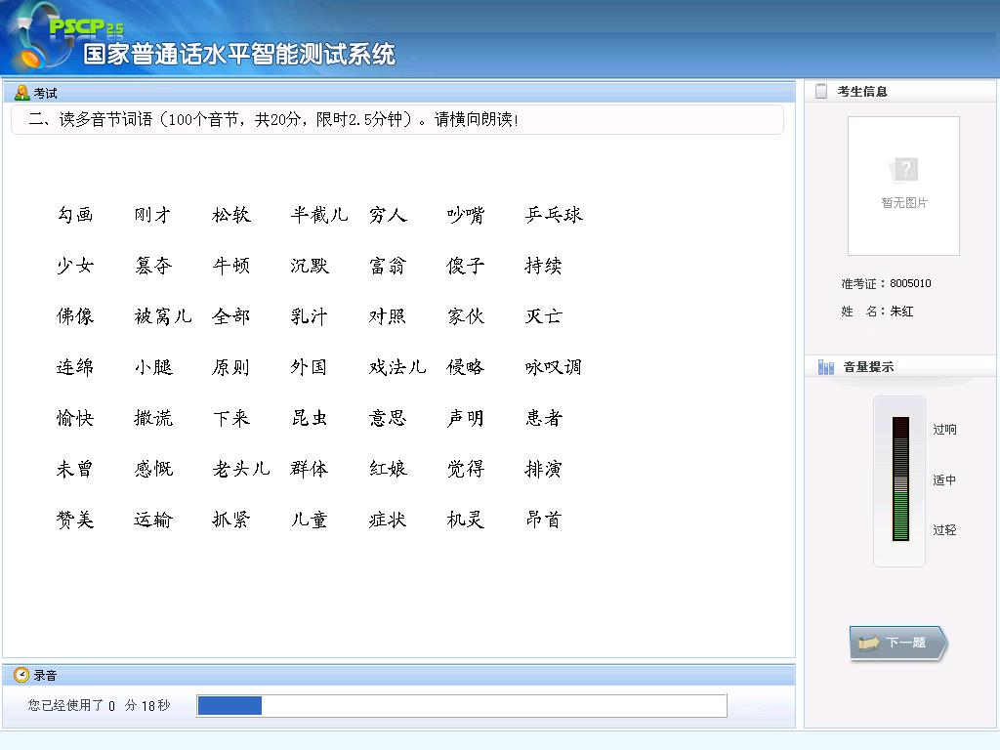 PSCP 2.5
国家普通话水平智能测试系统
考试
二、读多音节词语（100个音节，共20分，限时2.5分钟）。请横向朗读！
勾画 刚才 松软 半截儿 穷人 吵嘴 乒乓球
少女 篡夺 牛顿 沉默 富翁 傻子 持续
佛像 被窝儿 全部 乳汁 对照 家伙 灭亡
连绵 小腿 原则 外国 戏法儿 侵略 咏叹调
愉快 撒谎 下来 昆虫 意思 声明 患者
未曾 感慨 老头儿 群体 红娘 觉得 排演
赞美 运输 抓紧 儿童 症状 机灵 昂首
录音
您已经使用了 0 分 18 秒
考生信息
?
暂无图片
准考证：8005010
姓 名：朱红
音量提示
过响
适中
过轻
下一题